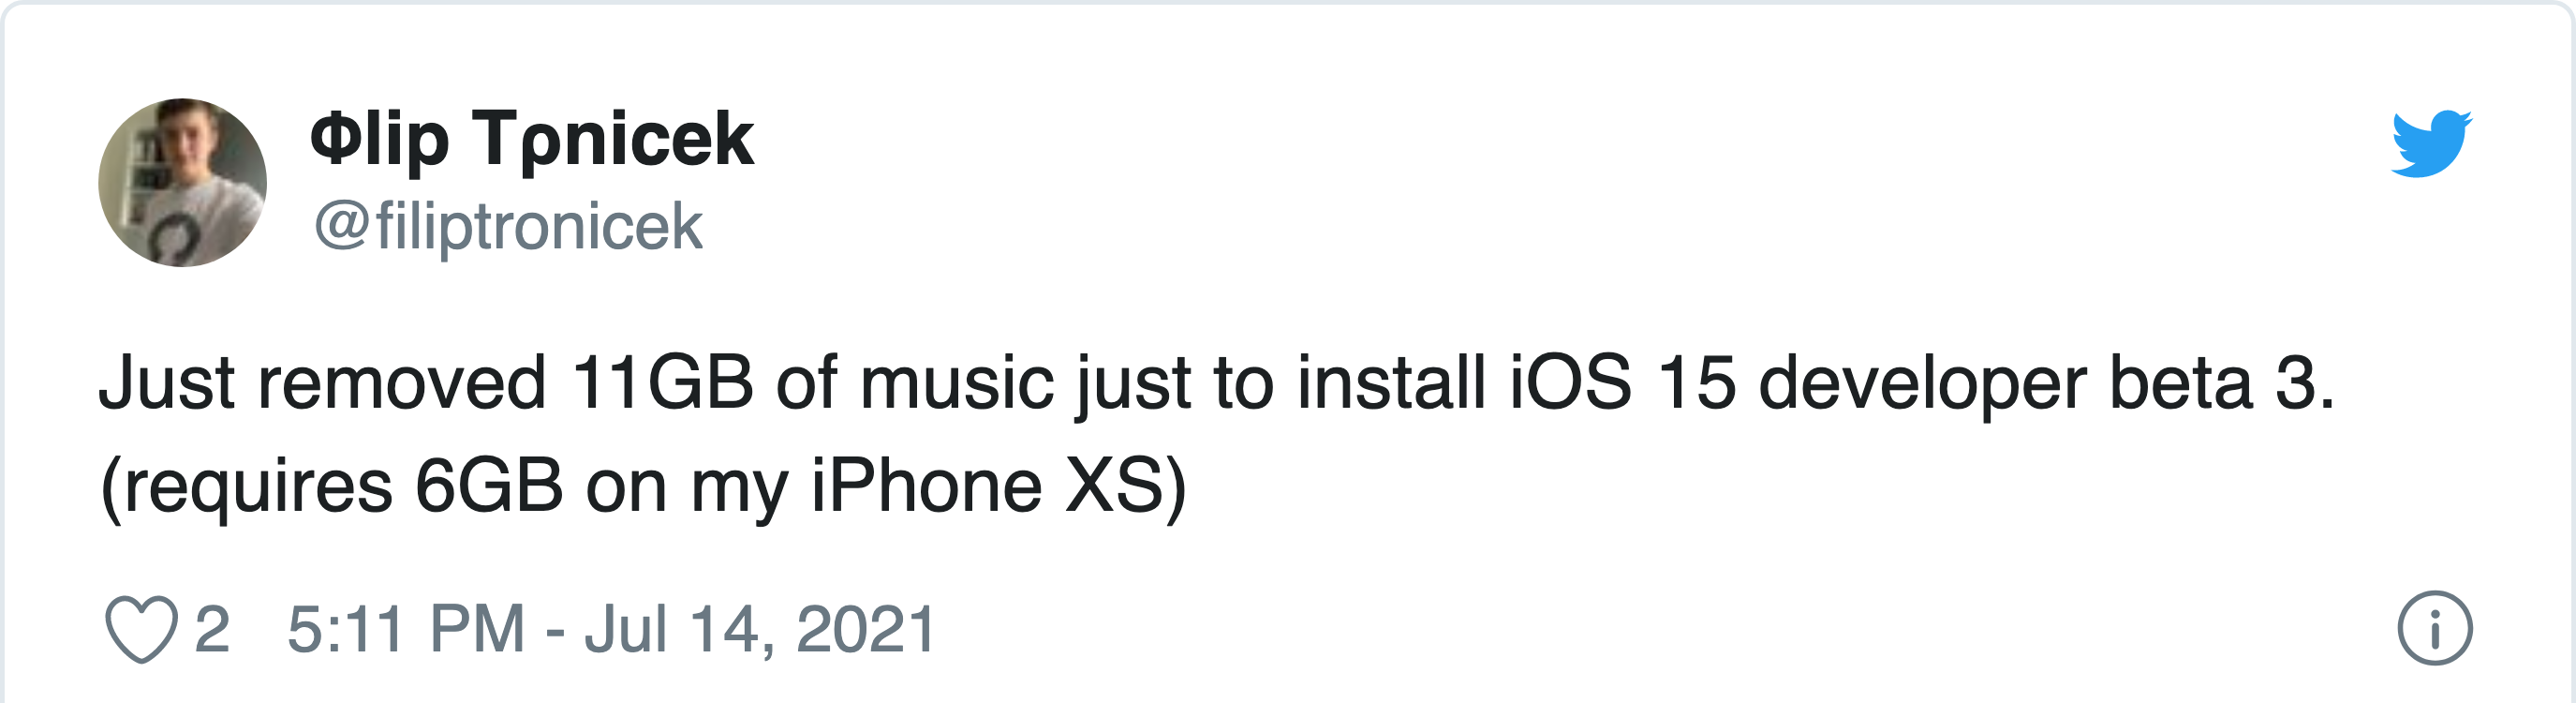 Φlip Tρnicek
@filiptronicek
Just removed 11GB of music just to install iOS 15 developer beta 3.
(requires 6GB on my iPhone XS)
2 5:11 PM - Jul 14, 2021